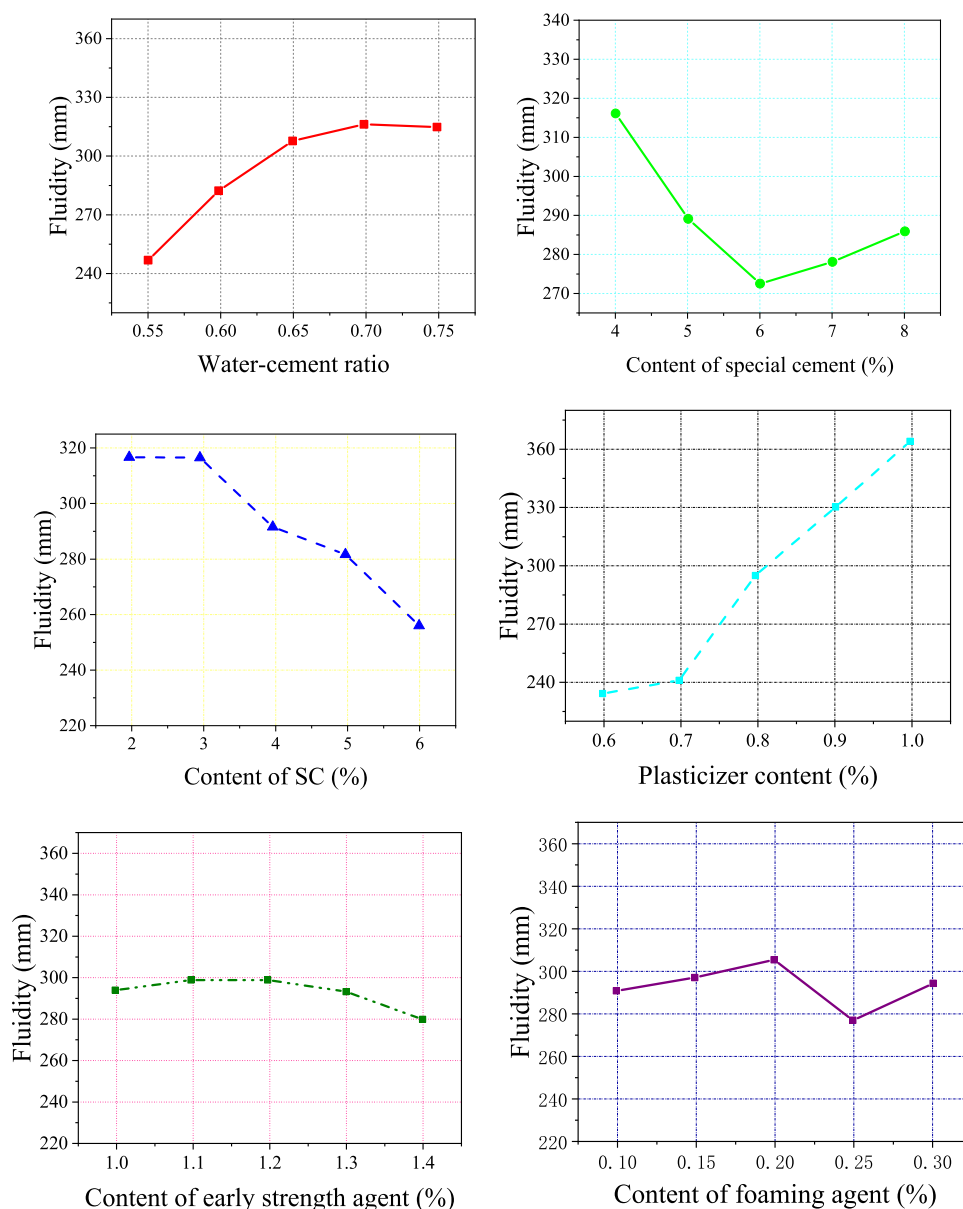 360
330
300
270
240
Fluidity (mm)
0.55 0.60 0.65 0.70 0.75
Water-cement ratio
340
330
320
310
300
290
280
270
Fluidity (mm)
4 5 6 7 8
Content of special cement (%)
320
300
280
260
240
220
Fluidity (mm)
2 3 4 5 6
Content of SC (%)
360
330
300
270
240
Fluidity (mm)
0.6 0.7 0.8 0.9 1.0
Plasticizer content (%)
360
340
320
300
280
260
240
220
Fluidity (mm)
1.0 1.1 1.2 1.3 1.4
Content of early strength agent (%)
360
340
320
300
280
260
240
220
Fluidity (mm)
0.10 0.15 0.20 0.25 0.30
Content of foaming agent (%)